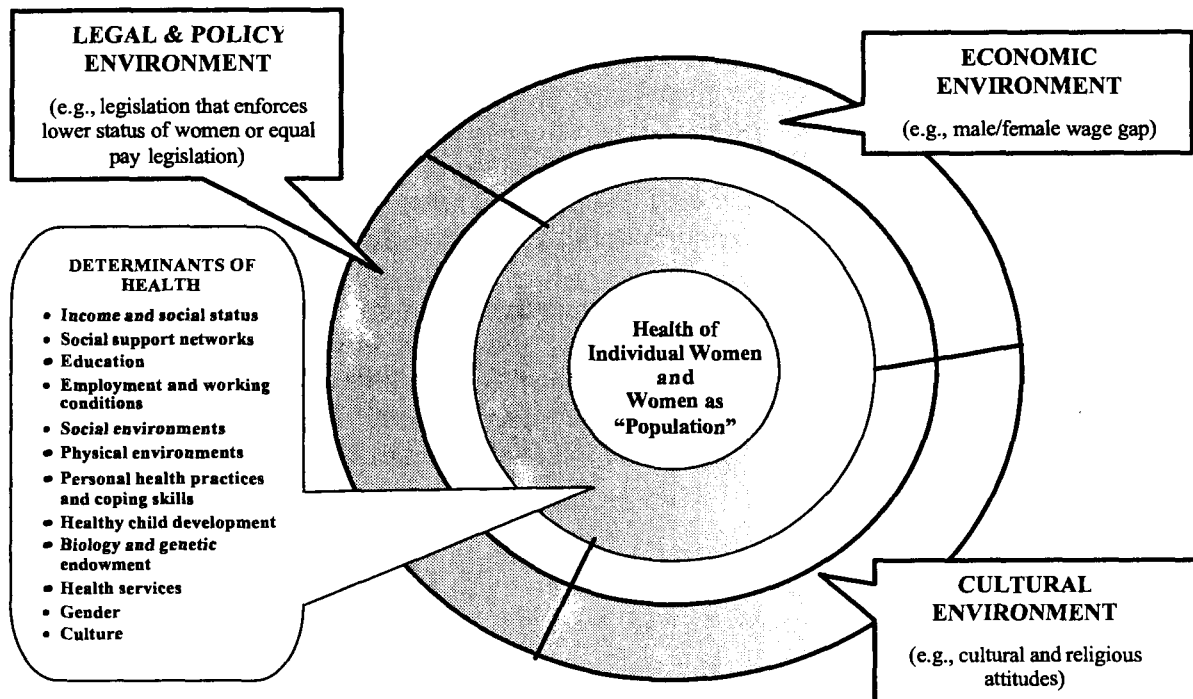 LEGAL & POLICY
ENVIRONMENT
(e.g., legislation that enforces
lower status of women or equal
pay legislation)
ECONOMIC
ENVIRONMENT
(e.g., male/female wage gap)
DETERMINANTS OF
HEALTH
• Income and social status
• Social support networks
• Education
• Employment and working
conditions
• Social environments
• Physical environments
• Personal health practices
and coping skills
• Healthy child development
• Biology and genetic
endowment
• Health services
• Gender
• Culture
Health of
Individual Women
and
Women as
“Population”
CULTURAL
ENVIRONMENT
(e.g., cultural and religious
attitudes)